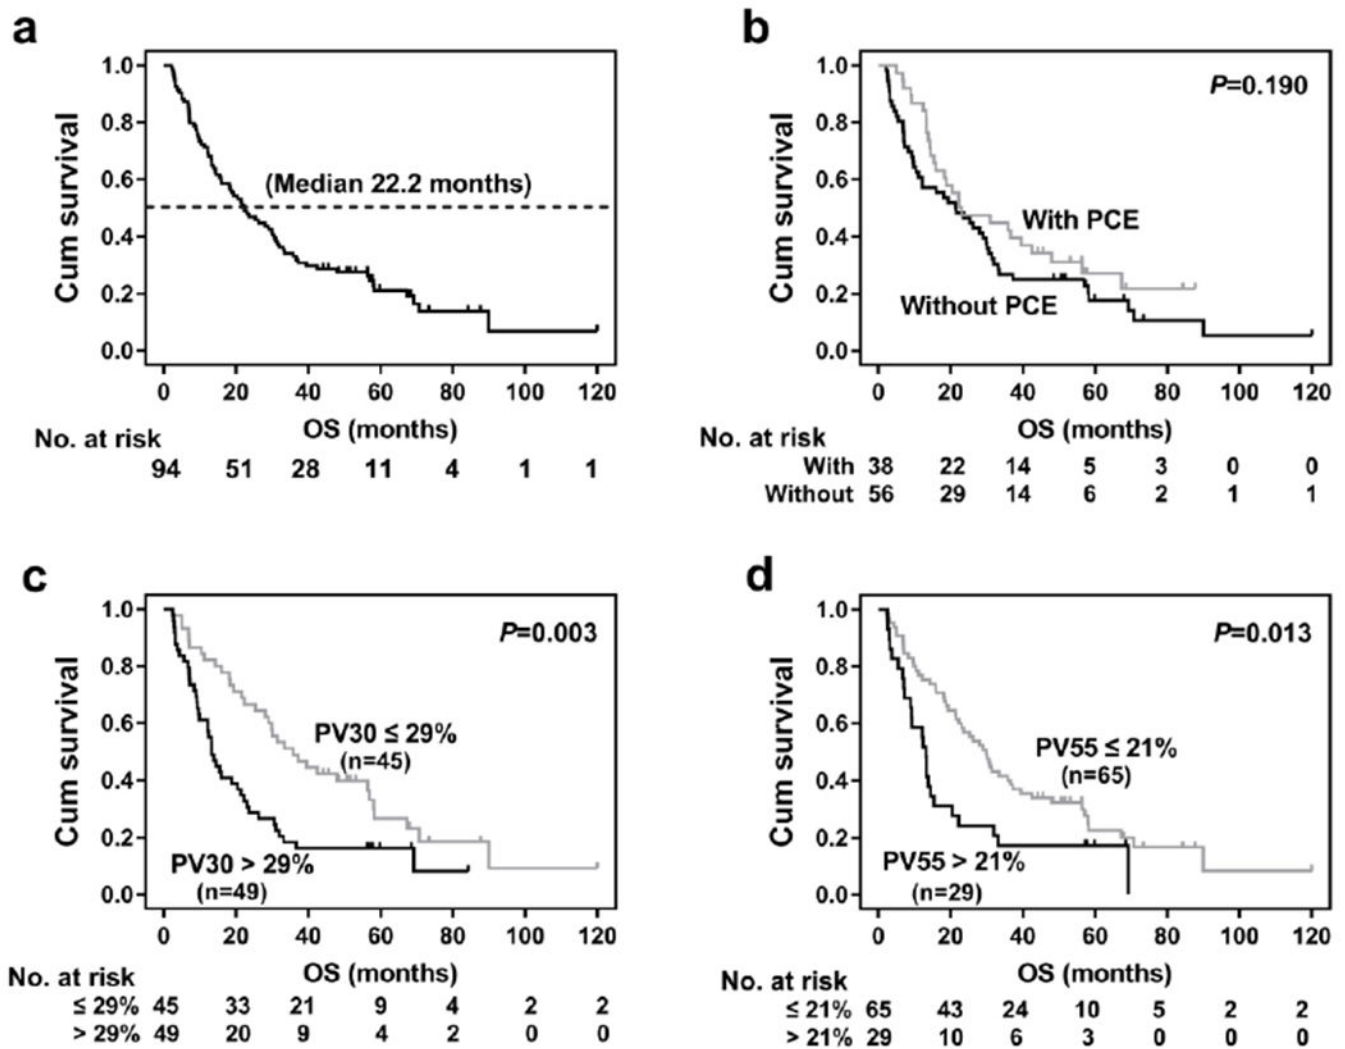 a
Cum survival
1.0
0.8
0.6
0.4
0.2
0.0
(Median 22.2 months)
0 20 40 60 80 100 120
OS (months)
No. at risk
94 51 28 11 4 1 1
b
Cum survival
1.0
0.8
0.6
0.4
0.2
0.0
P=0.190
With PCE
Without PCE
0 20 40 60 80 100 120
OS (months)
No. at risk
With 38 22 14 5 3 0 0
Without 56 29 14 6 2 1 1
c
Cum survival
1.0
0.8
0.6
0.4
0.2
0.0
P=0.003
PV30 ≤ 29%
(n=45)
PV30 > 29%
(n=49)
0 20 40 60 80 100 120
OS (months)
No. at risk
≤ 29% 45 33 21 9 4 2 2
> 29% 49 20 9 4 2 0 0
d
Cum survival
1.0
0.8
0.6
0.4
0.2
0.0
P=0.013
PV55 ≤ 21%
(n=65)
PV55 > 21%
(n=29)
0 20 40 60 80 100 120
OS (months)
No. at risk
≤ 21% 65 43 24 10 5 2 2
> 21% 29 10 6 3 0 0 0